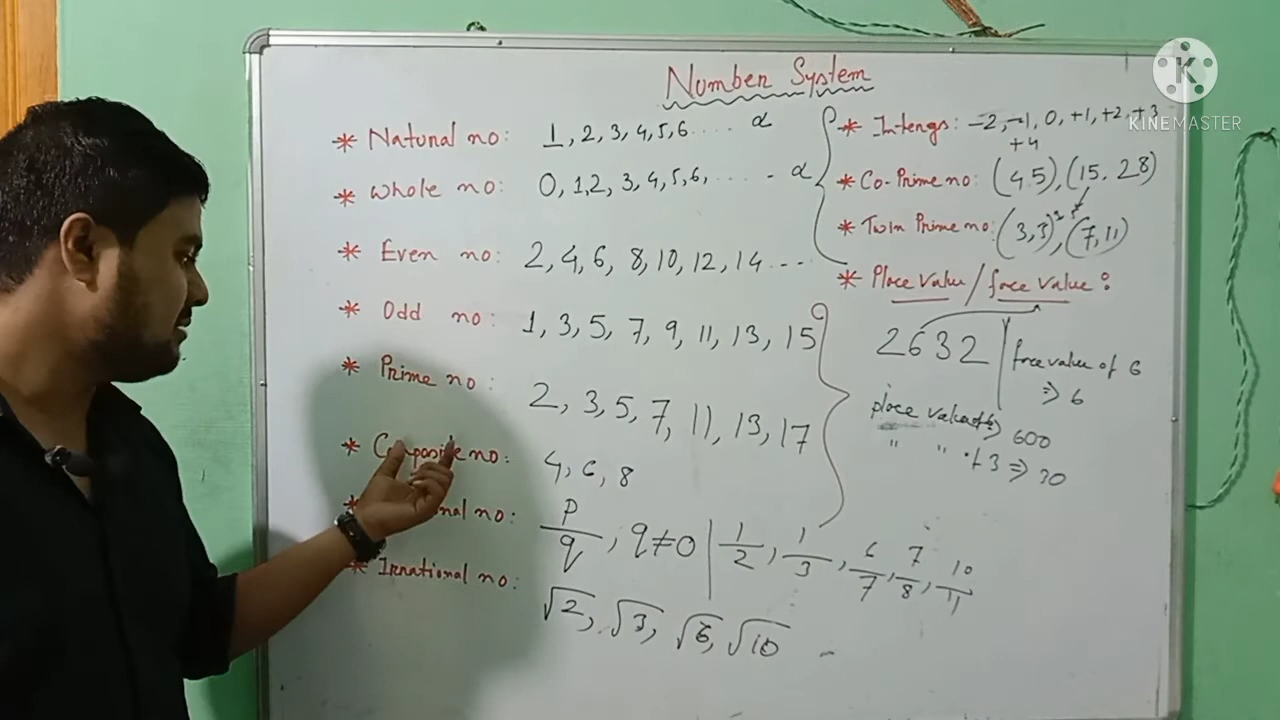 Number System
* Natural no: 1, 2, 3, 4, 5, 6 .... α
* Whole no: 0, 1, 2, 3, 4, 5, 6, .... - α
* Even no: 2, 4, 6, 8, 10, 12, 14 ...
* Odd no: 1, 3, 5, 7, 9, 11, 13, 15
* Prime no: 2, 3, 5, 7, 11, 13, 17
* Composite no: 4, 6, 8
nal no: p/q, q≠0 | 1/2, 1/3, 6/7, 7/8, 10/11
* Irrational no: √2, √3, √6, √10 -
* Intengs: -2, -1, 0, +1, +2, +3
+4
* Co-Prime no: (4 5), (15, 28)
* Twin Prime no: (3, 3), (7, 11)
* Place Value / face value:
2632
face value of 6
⇒ 6
place value ⇒ 600
" " of 3 ⇒ 30
K
KINEMASTER